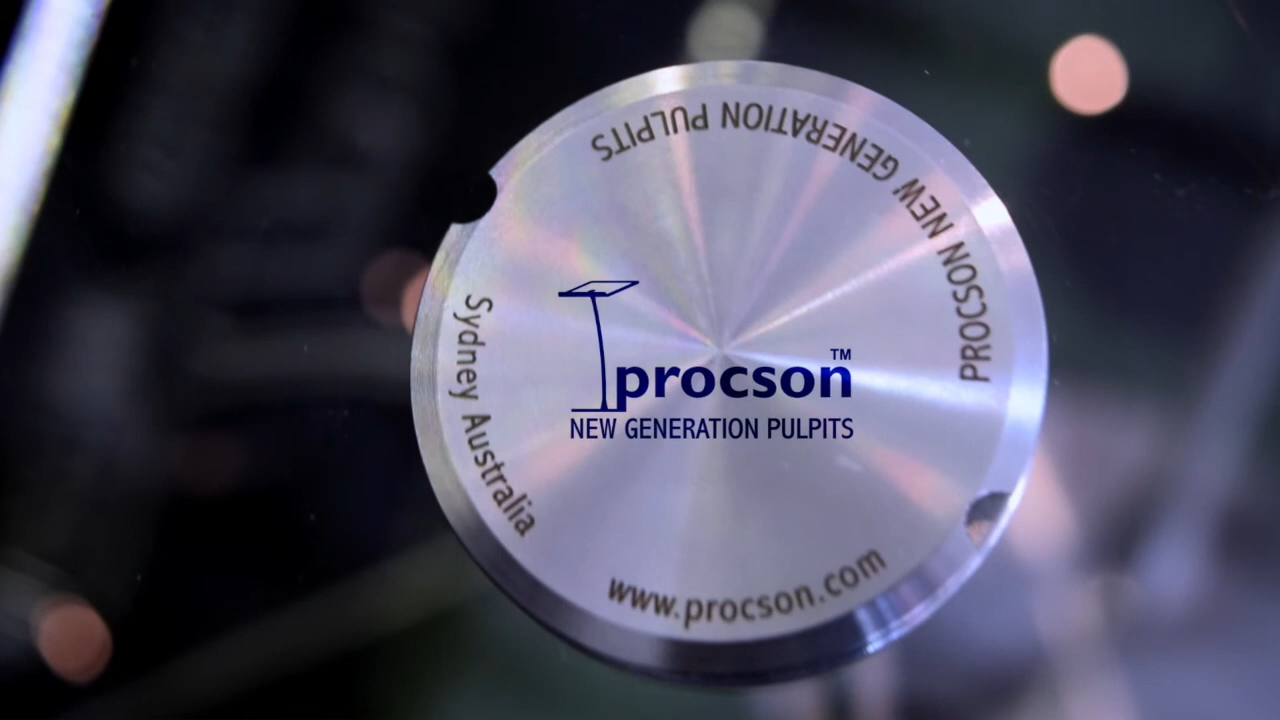 PROCSON NEW GENERATION PULPITS
procson™
NEW GENERATION PULPITS
Sydney Australia
www.procson.com